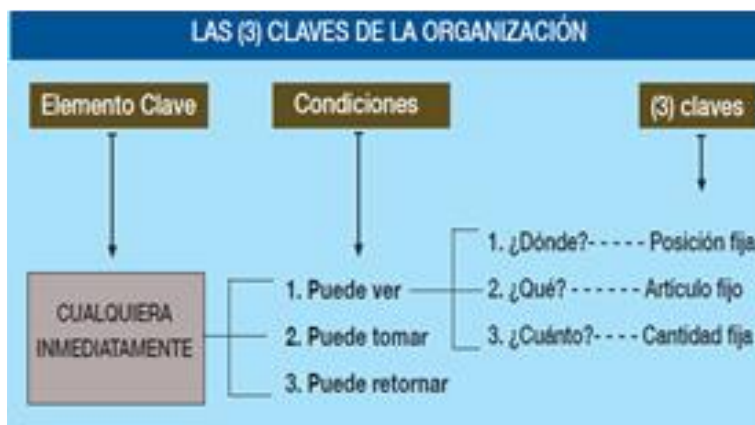 LAS (3) CLAVES DE LA ORGANIZACIÓN
Elemento Clave
Condiciones
(3) claves
CUALQUIERA
INMEDIATAMENTE
1. Puede ver
2. Puede tomar
3. Puede retornar
1. ¿Dónde?- - - - - Posición fija
2. ¿Qué? - - - - - - Artículo fijo
3. ¿Cuánto?- - - - Cantidad fija